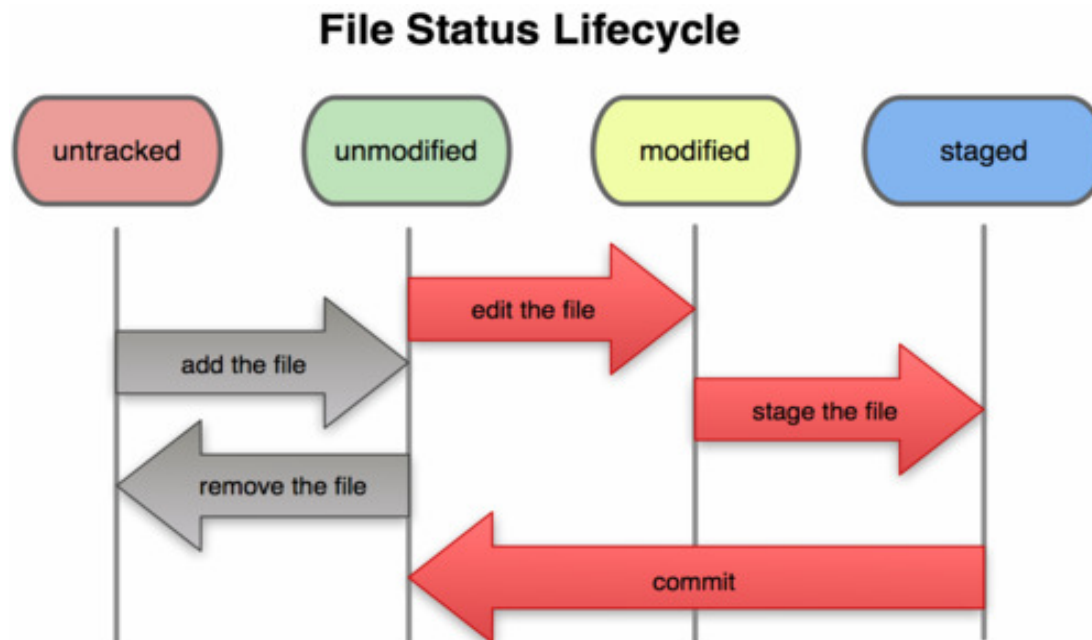 File Status Lifecycle
untracked
unmodified
modified
staged
edit the file
add the file
stage the file
remove the file
commit